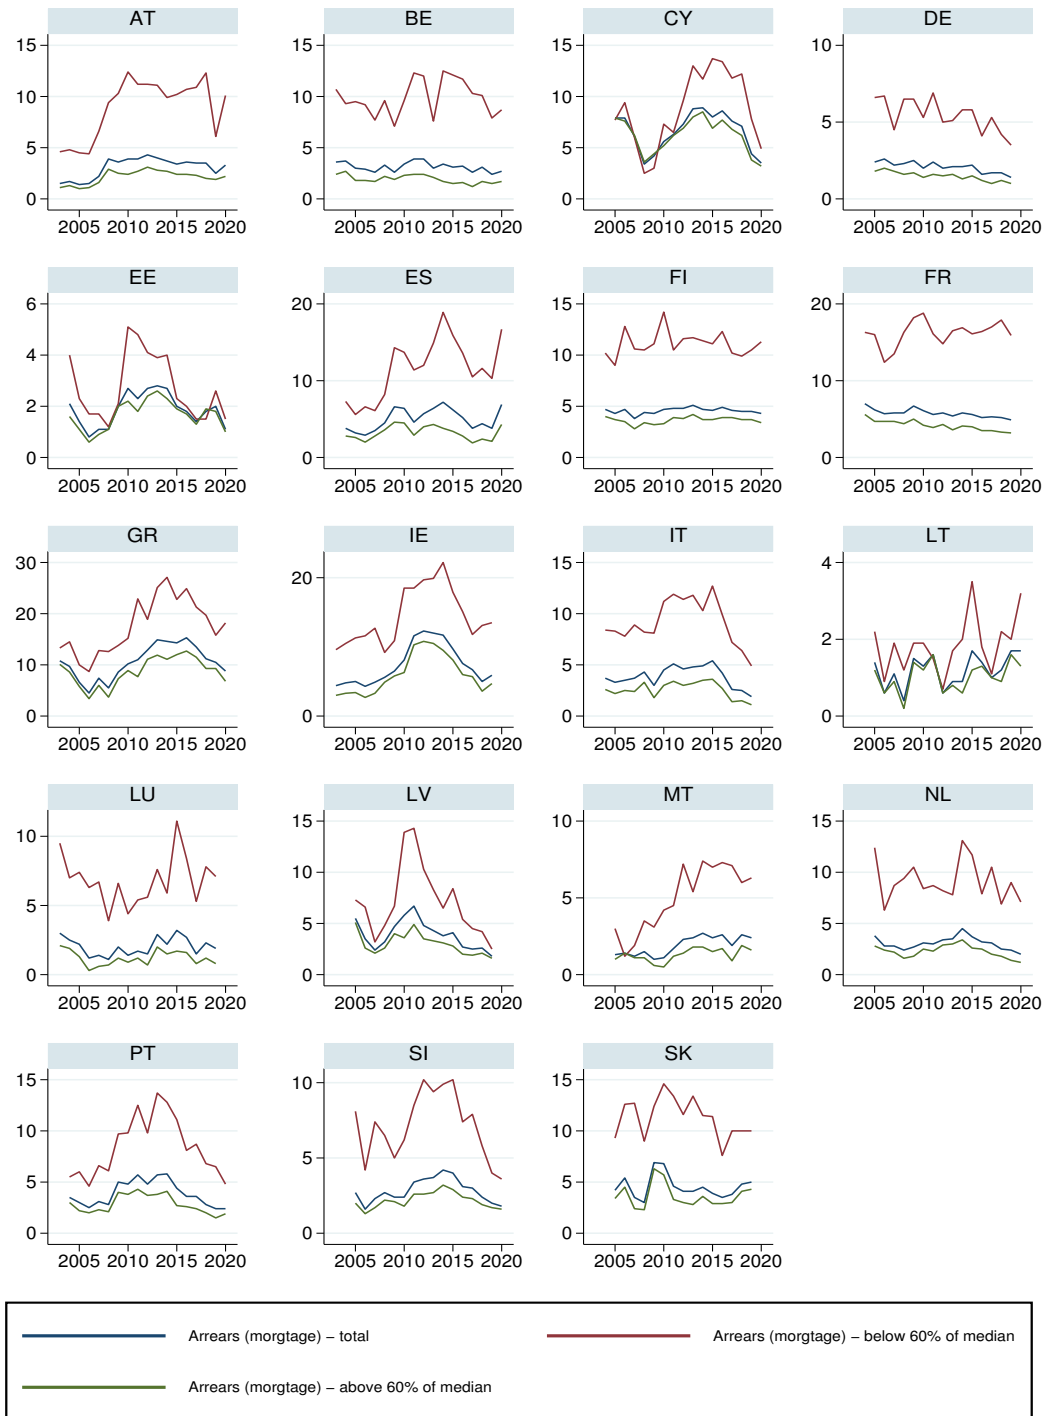 AT BE CY DE
15 15 15 10
10 10 10
5 5 5 5
0 0 0 0
2005 2010 2015 2020 2005 2010 2015 2020 2005 2010 2015 2020 2005 2010 2015 2020
EE ES FI FR
6 20 15 20
4 10 10 10
2 5
0 0 0 0
2005 2010 2015 2020 2005 2010 2015 2020 2005 2010 2015 2020 2005 2010 2015 2020
GR IE IT LT
30 20 15 4
20 10
10 5 2
0 0 0 0
2005 2010 2015 2020 2005 2010 2015 2020 2005 2010 2015 2020 2005 2010 2015 2020
LU LV MT NL
10 15 10 15
10 10
5 5 5 5
0 0 0 0
2005 2010 2015 2020 2005 2010 2015 2020 2005 2010 2015 2020 2005 2010 2015 2020
PT SI SK
15 10 15
10 10
5 5 5
0 0 0
2005 2010 2015 2020 2005 2010 2015 2020 2005 2010 2015 2020
Arrears (morgtage) – total Arrears (morgtage) – below 60% of median
Arrears (morgtage) – above 60% of median